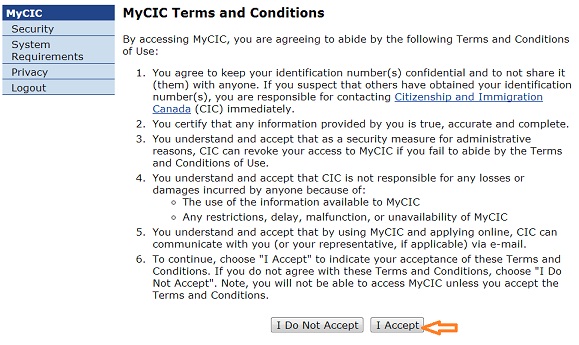 MyCIC
Security
System
Requirements
Privacy
Logout
MyCIC Terms and Conditions
By accessing MyCIC, you are agreeing to abide by the following Terms and Conditions
of Use:
1. You agree to keep your identification number(s) confidential and to not share it
(them) with anyone. If you suspect that others have obtained your identification
number(s), you are responsible for contacting Citizenship and Immigration
Canada (CIC) immediately.
2. You certify that any information provided by you is true, accurate and complete.
3. You understand and accept that as a security measure for administrative
reasons, CIC can revoke your access to MyCIC if you fail to abide by the Terms
and Conditions of Use.
4. You understand and accept that CIC is not responsible for any losses or
damages incurred by anyone because of:
The use of the information available to MyCIC
Any restrictions, delay, malfunction, or unavailability of MyCIC
5. You understand and accept that by using MyCIC and applying online, CIC can
communicate with you (or your representative, if applicable) via e-mail.
6. To continue, choose "I Accept" to indicate your acceptance of these Terms and
Conditions. If you do not agree with these Terms and Conditions, choose "I Do
Not Accept". Note, you will not be able to access MyCIC unless you accept the
Terms and Conditions.
I Do Not Accept I Accept